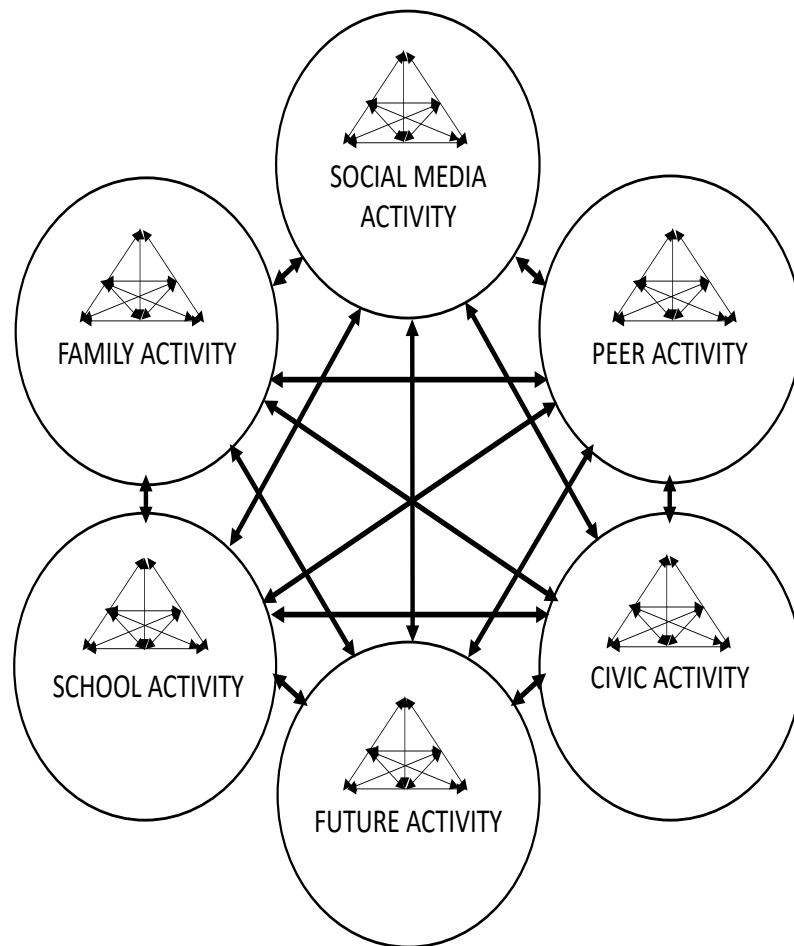 SOCIAL MEDIA
ACTIVITY
FAMILY ACTIVITY
PEER ACTIVITY
SCHOOL ACTIVITY
CIVIC ACTIVITY
FUTURE ACTIVITY